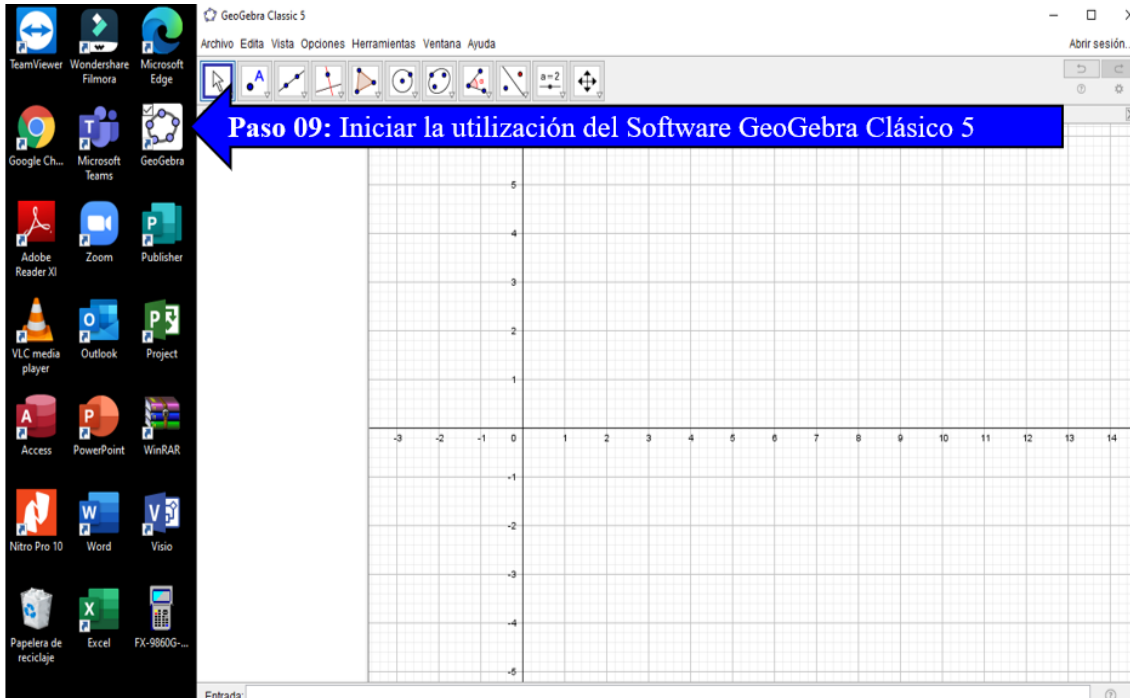 GeoGebra Classic 5
Archivo Edita Vista Opciones Herramientas Ventana Ayuda
Abrir sesión...
A
a=2
Paso 09: Iniciar la utilización del Software GeoGebra Clásico 5
TeamViewer
Wondershare Filmora
Microsoft Edge
Google Ch...
Microsoft Teams
GeoGebra
Adobe Reader XI
Zoom
Publisher
VLC media player
Outlook
Project
Access
PowerPoint
WinRAR
Nitro Pro 10
Word
Visio
Papelera de reciclaje
Excel
FX-9860G-...
5
4
3
2
1
-3 -2 -1 0 1 2 3 4 5 6 7 8 9 10 11 12 13 14
-1
-2
-3
-4
-5
Entrada: